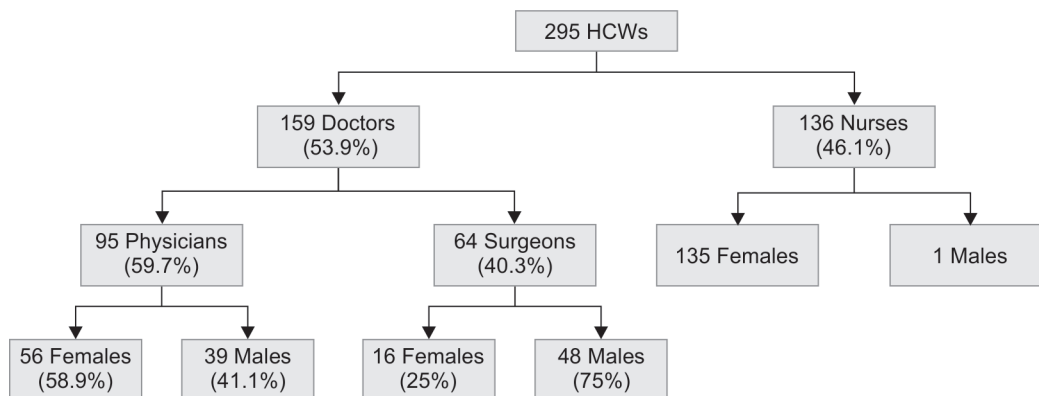 295 HCWs
159 Doctors
(53.9%)
136 Nurses
(46.1%)
95 Physicians
(59.7%)
64 Surgeons
(40.3%)
135 Females
1 Males
56 Females
(58.9%)
39 Males
(41.1%)
16 Females
(25%)
48 Males
(75%)